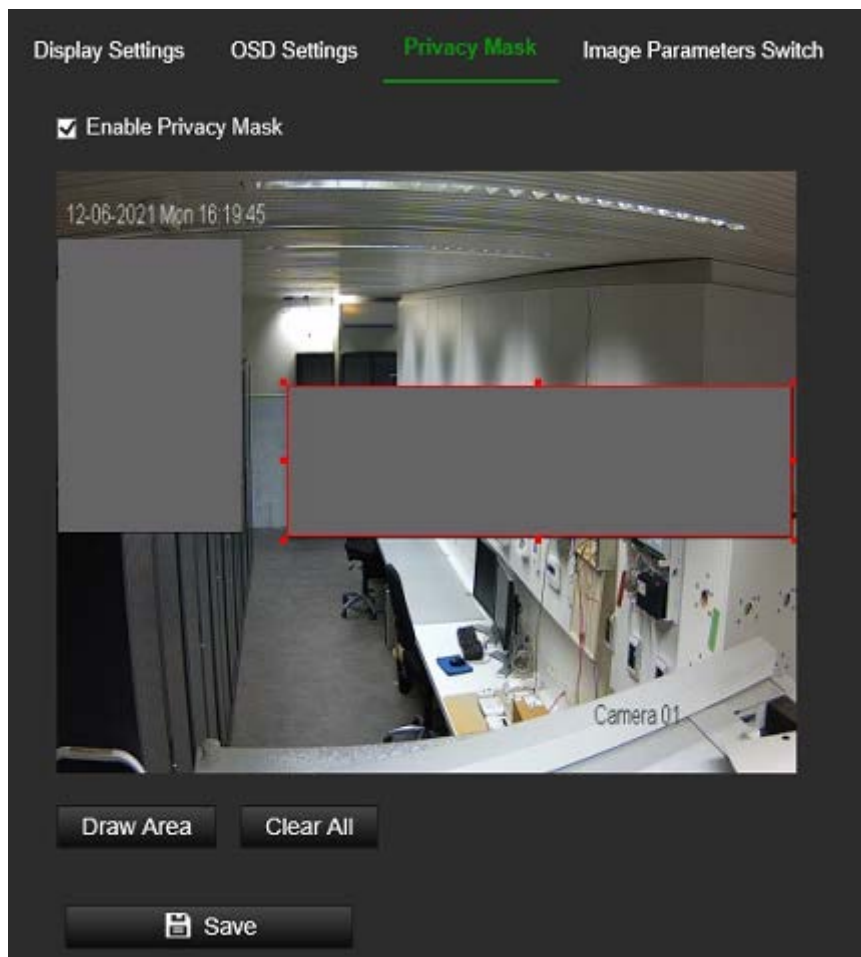 Display Settings OSD Settings Privacy Mask Image Parameters Switch
Enable Privacy Mask
12-06-2021 Mon 16:19:45
Camera 01
Draw Area Clear All
Save